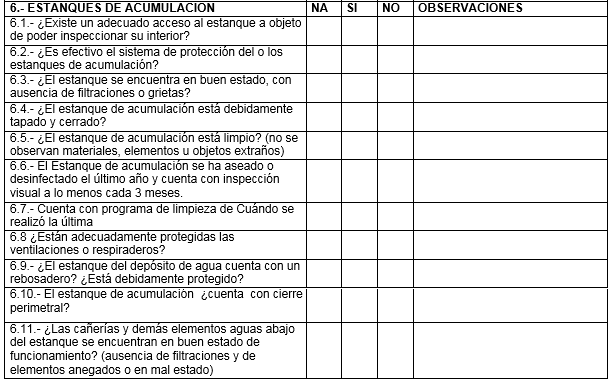 6.- ESTANQUES DE ACUMULACION NA SI NO OBSERVACIONES
6.1.- ¿Existe un adecuado acceso al estanque a objeto
de poder inspeccionar su interior?
6.2.- ¿Es efectivo el sistema de protección del o los
estanques de acumulación?
6.3.- ¿El estanque se encuentra en buen estado, con
ausencia de filtraciones o grietas?
6.4.- ¿El estanque de acumulación está debidamente
tapado y cerrado?
6.5.- ¿El estanque de acumulación está limpio? (no se
observan materiales, elementos u objetos extraños)
6.6.- El Estanque de acumulación se ha aseado o
desinfectado el último año y cuenta con inspección
visual a lo menos cada 3 meses.
6.7.- Cuenta con programa de limpieza de Cuándo se
realizó la última
6.8 ¿Están adecuadamente protegidas las
ventilaciones o respiraderos?
6.9.- ¿El estanque del depósito de agua cuenta con un
rebosadero? ¿Está debidamente protegido?
6.10.- El estanque de acumulación ¿cuenta con cierre
perimetral?
6.11.- ¿Las cañerías y demás elementos aguas abajo
del estanque se encuentran en buen estado de
funcionamiento? (ausencia de filtraciones y de
elementos anegados o en mal estado)